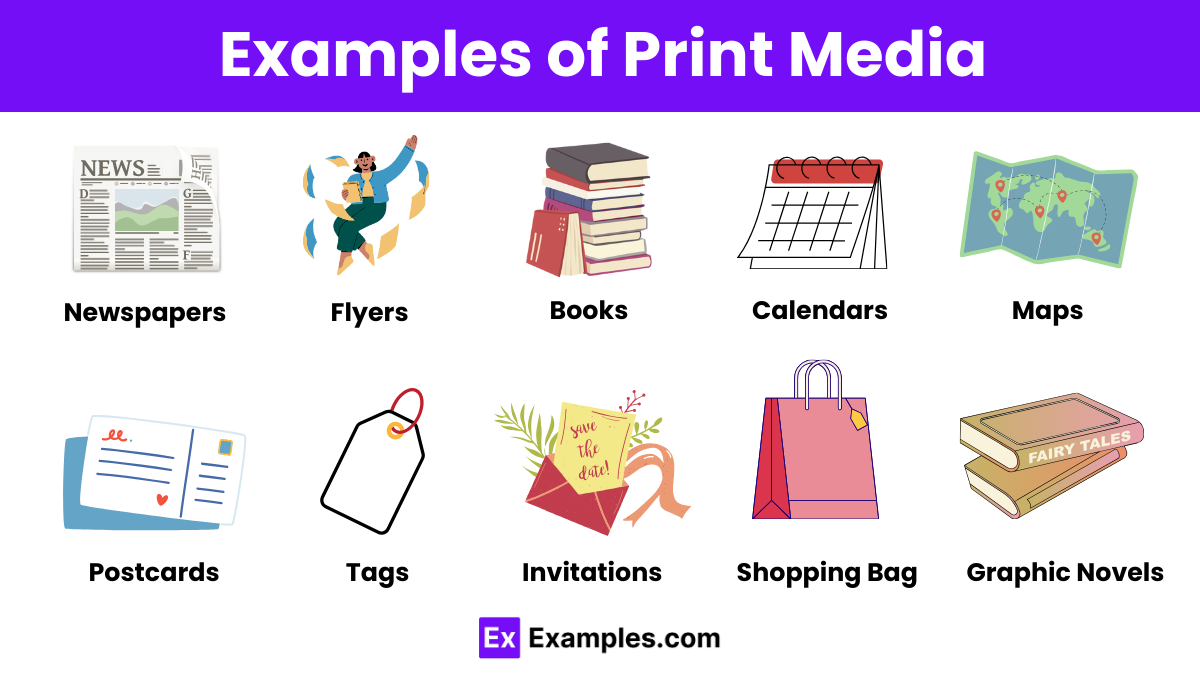 Examples of Print Media
NEWS
D
G
F
Newspapers
Flyers
Books
Calendars
Maps
save
the
date!
FAIRY TALES
Postcards
Tags
Invitations
Shopping Bag
Graphic Novels
Ex Examples.com